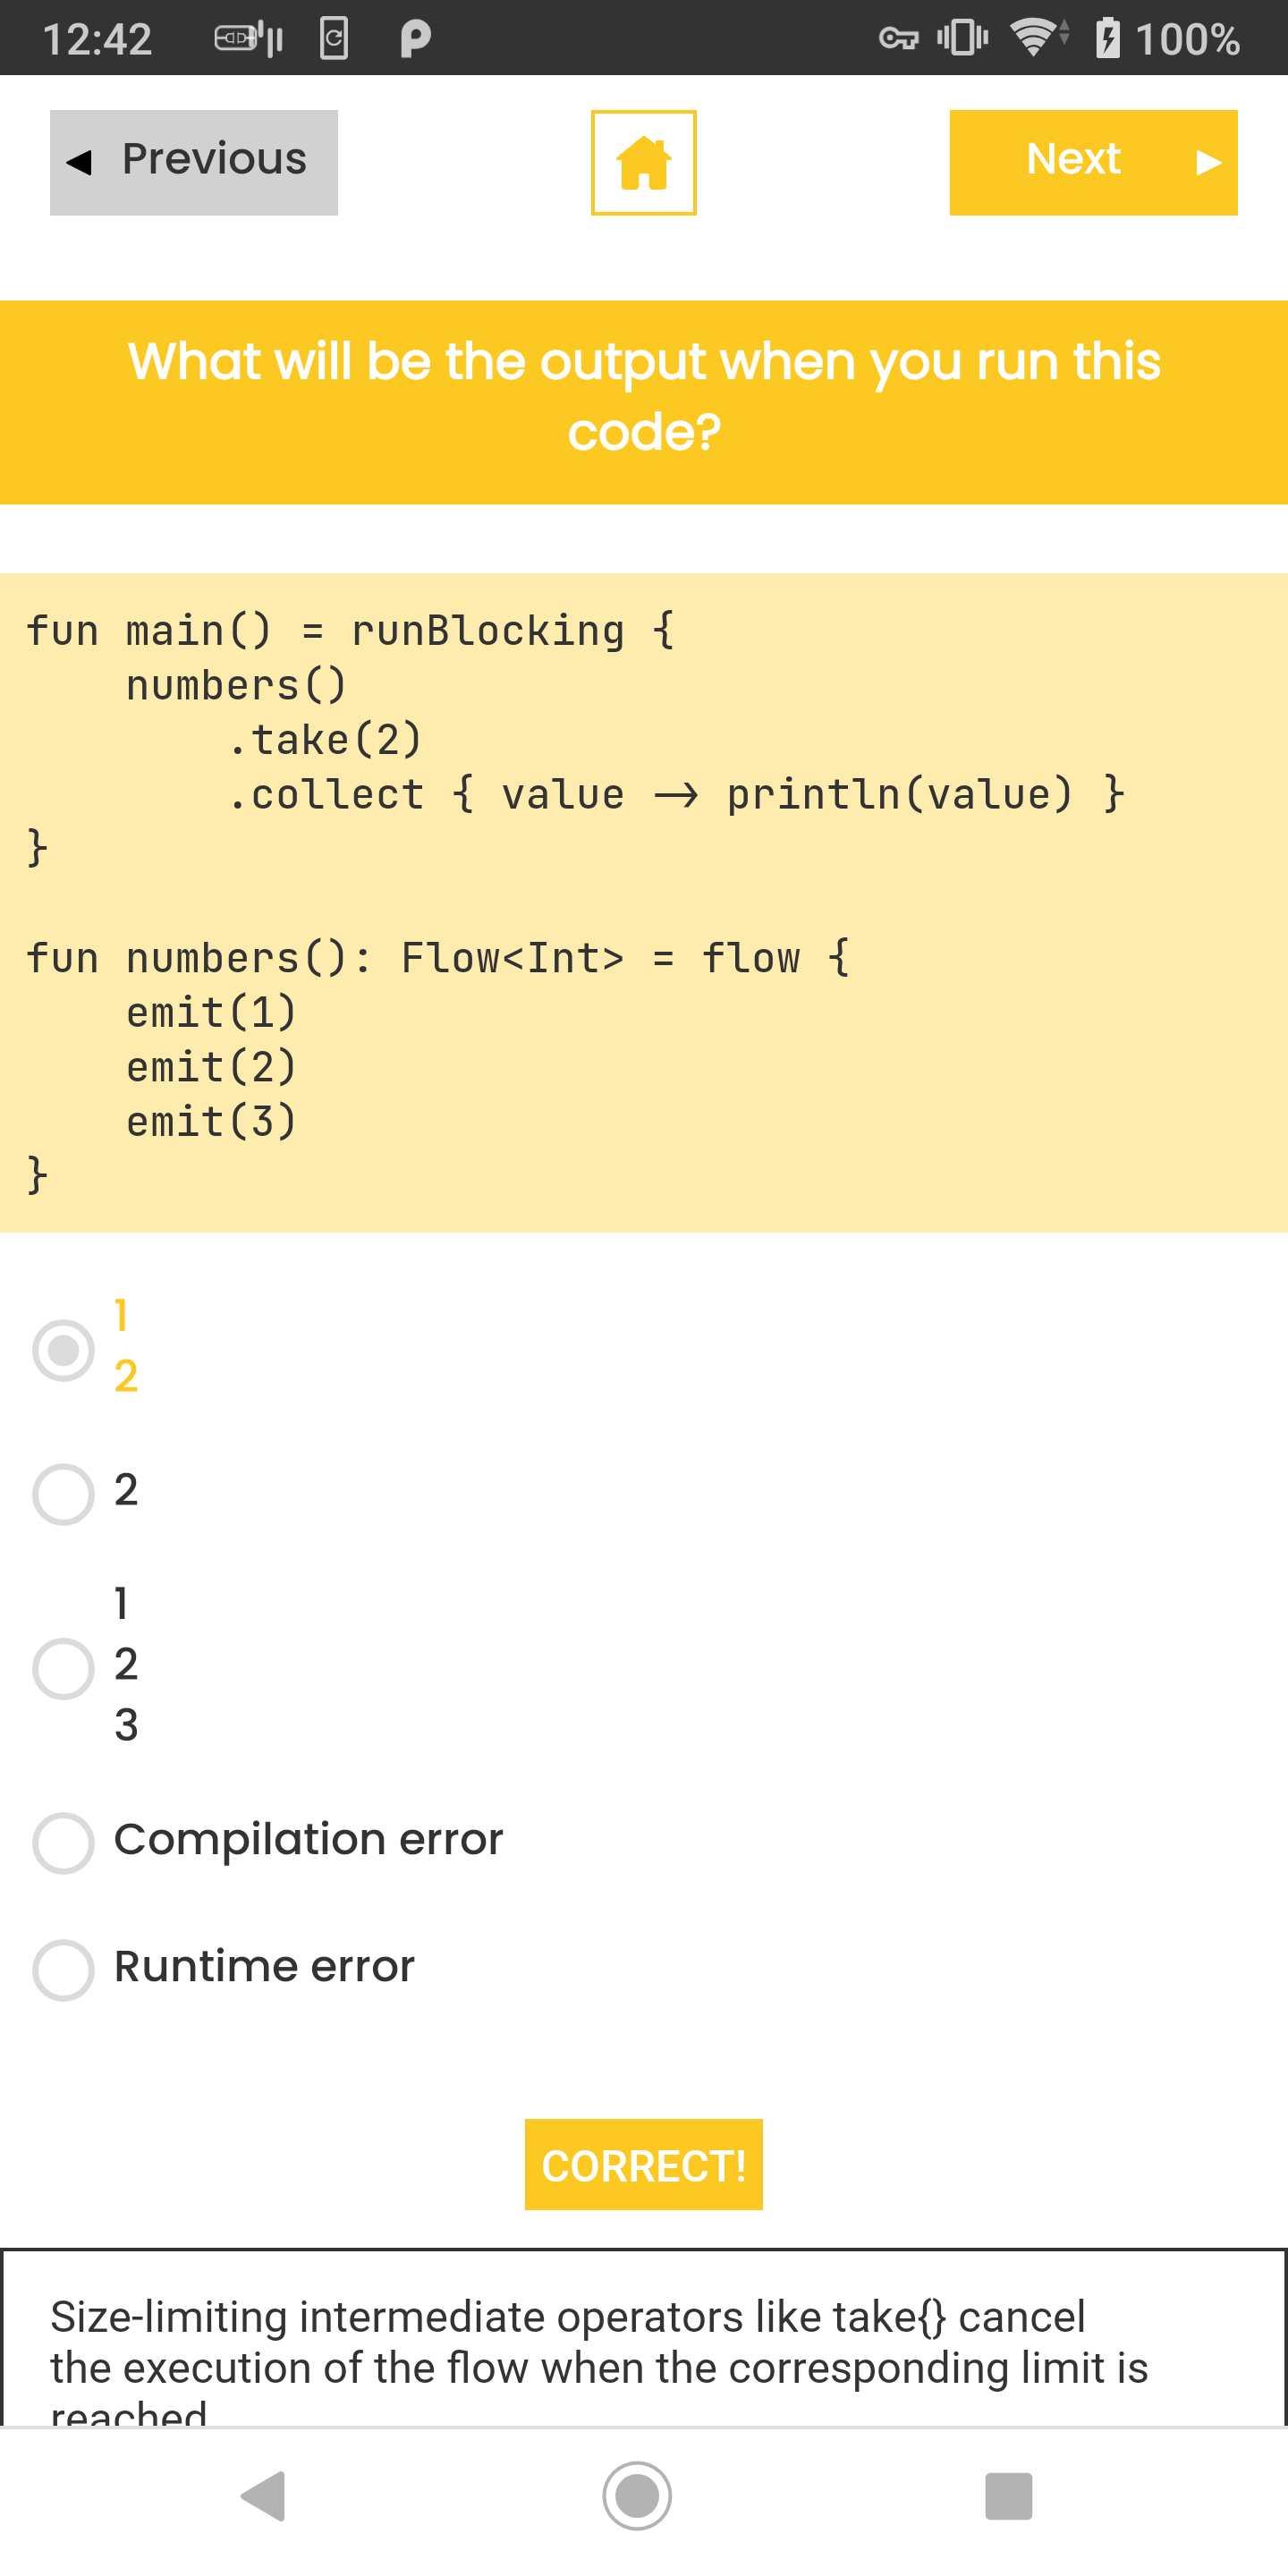 12:42
100%
Previous
Next
What will be the output when you run this
code?
fun main() = runBlocking {
    numbers()
        .take(2)
        .collect { value -> println(value) }
}
fun numbers(): Flow<Int> = flow {
    emit(1)
    emit(2)
    emit(3)
}
1
2
2
1
2
3
Compilation error
Runtime error
CORRECT!
Size-limiting intermediate operators like take{} cancel
the execution of the flow when the corresponding limit is
reached